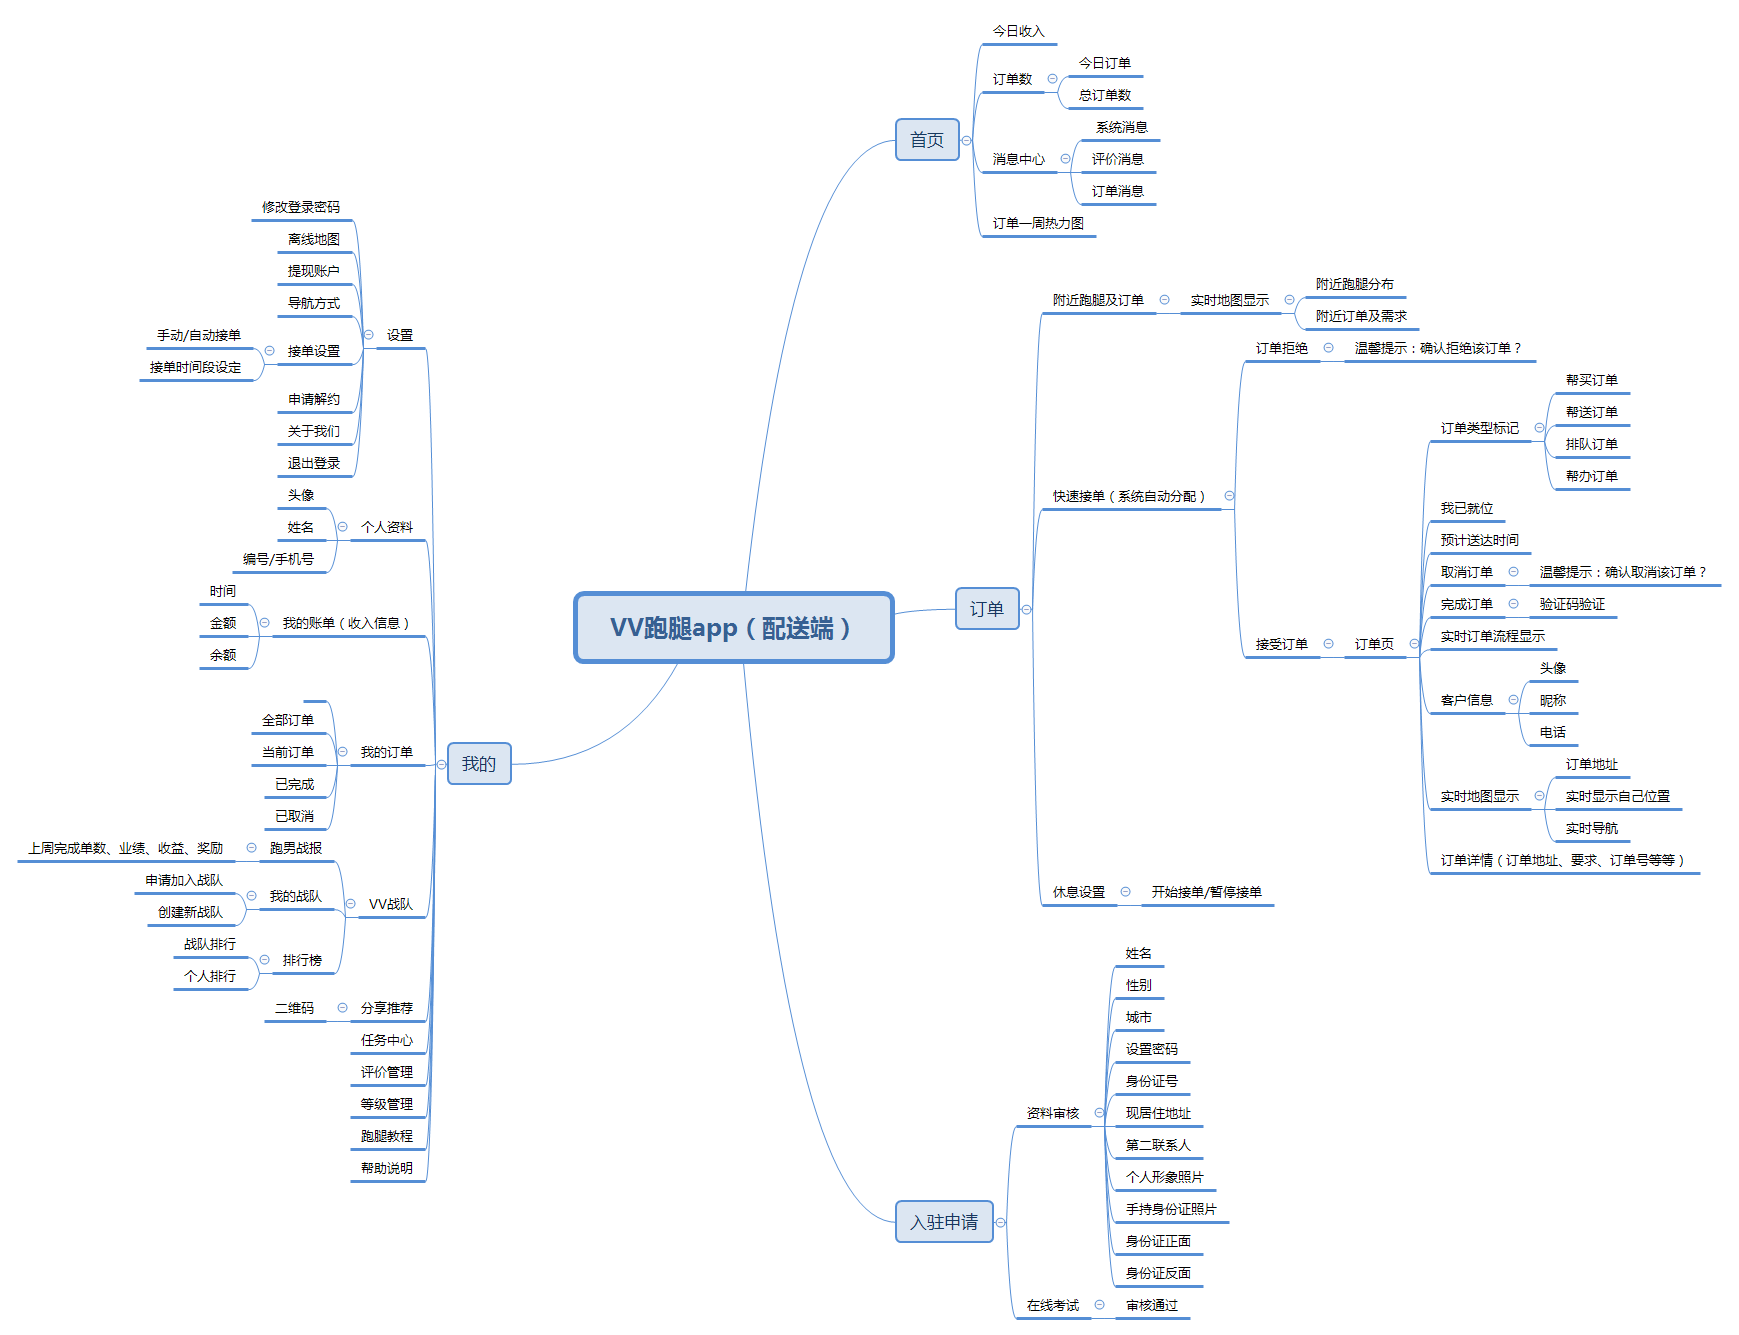 VV跑腿app（配送端）
首页
今日收入
订单数
今日订单
总订单数
消息中心
系统消息
评价消息
订单消息
订单一周热力图
订单
附近跑腿及订单
实时地图显示
附近跑腿分布
附近订单及需求
快速接单（系统自动分配）
订单拒绝
温馨提示：确认拒绝该订单？
接受订单
订单页
订单类型标记
帮买订单
帮送订单
排队订单
帮办订单
我已就位
预计送达时间
取消订单
温馨提示：确认取消该订单？
完成订单
验证码验证
实时订单流程显示
客户信息
头像
昵称
电话
实时地图显示
订单地址
实时显示自己位置
实时导航
订单详情（订单地址、要求、订单号等等）
休息设置
开始接单/暂停接单
入驻申请
资料审核
姓名
性别
城市
设置密码
身份证号
现居住地址
第二联系人
个人形象照片
手持身份证照片
身份证正面
身份证反面
在线考试
审核通过
我的
设置
修改登录密码
离线地图
提现账户
导航方式
接单设置
手动/自动接单
接单时间段设定
申请解约
关于我们
退出登录
个人资料
头像
姓名
编号/手机号
我的账单（收入信息）
时间
金额
余额
我的订单
全部订单
当前订单
已完成
已取消
VV战队
跑男战报
上周完成单数、业绩、收益、奖励
我的战队
申请加入战队
创建新战队
排行榜
战队排行
个人排行
分享推荐
二维码
任务中心
评价管理
等级管理
跑腿教程
帮助说明